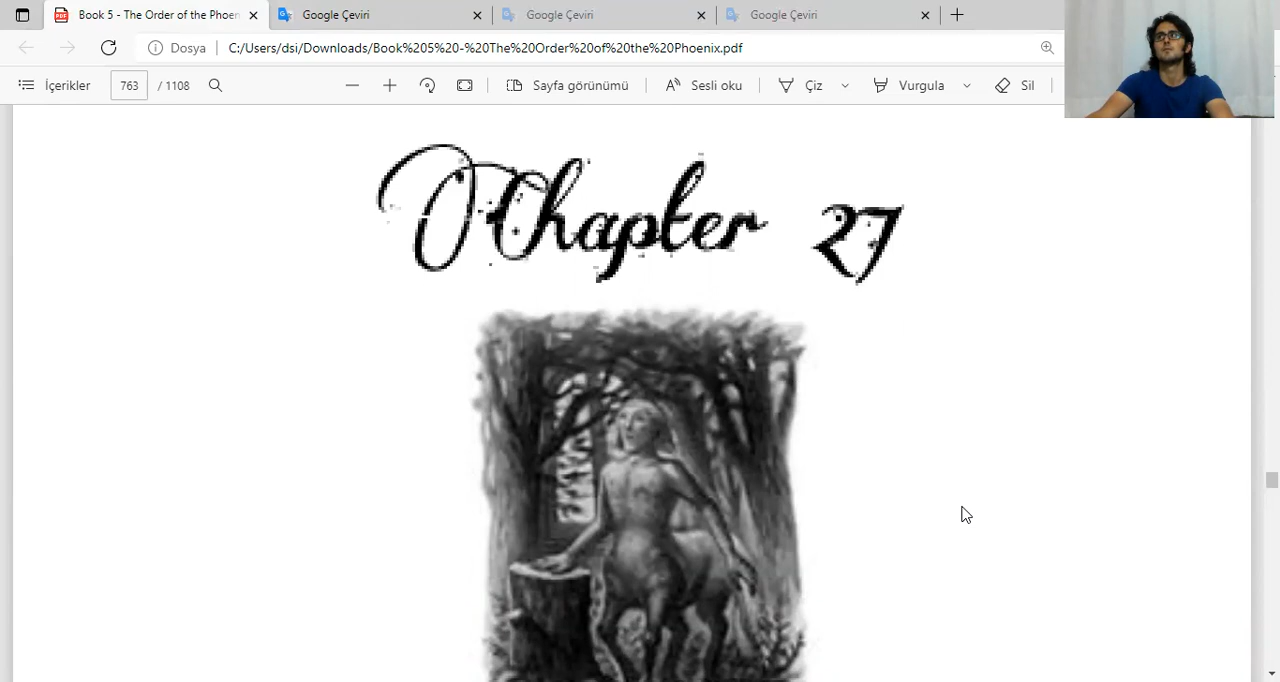 Book 5 - The Order of the Phoen
Google Çeviri
Google Çeviri
Google Çeviri
Dosya
C:/Users/dsi/Downloads/Book%205%20-%20The%20Order%20of%20the%20Phoenix.pdf
İçerikler
763 / 1108
Sayfa görünümü
Sesli oku
Çiz
Vurgula
Sil
Chapter 27